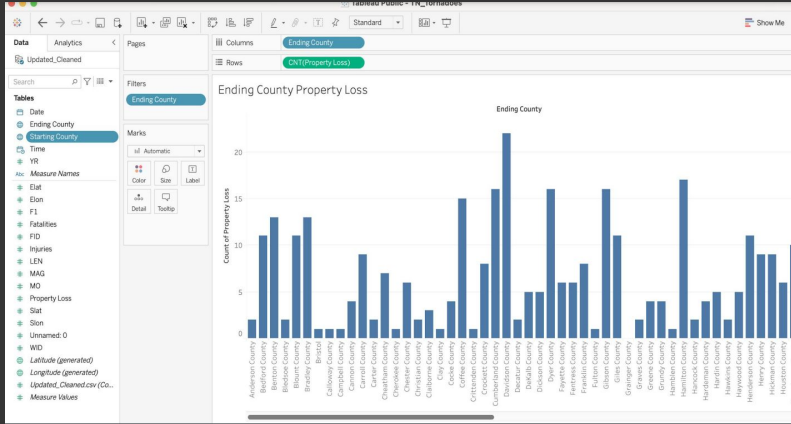 Tableau Public - TN_Tornadoes
Standard
Show Me
Data
Analytics
Updated_Cleaned
Search
Tables
Date
Ending County
Starting County
Time
YR
Abc Measure Names
Elat
Elon
F1
Fatalities
FID
Injuries
LEN
MAG
MO
Property Loss
Slat
Slon
Unnamed: 0
WID
Latitude (generated)
Longitude (generated)
Updated_Cleaned.csv (Co...
Measure Values
Pages
Filters
Ending County
Marks
Automatic
Color
Size
Label
Detail
Tooltip
Columns
Ending County
Rows
CNT(Property Loss)
Ending County Property Loss
Ending County
Count of Property Loss
20
15
10
5
0
Anderson County
Bedford County
Benton County
Bledsoe County
Blount County
Bradley County
Bristol
Calloway County
Campbell County
Cannon County
Carroll County
Carter County
Cheatham County
Cherokee County
Chester County
Christian County
Claiborne County
Clay County
Cocke County
Coffee County
Crittenden County
Crockett County
Cumberland County
Davidson County
Decatur County
DeKalb County
Dickson County
Dyer County
Fayette County
Fentress County
Franklin County
Fulton County
Gibson County
Giles County
Grainger County
Graves County
Greene County
Grundy County
Hamblen County
Hamilton County
Hancock County
Hardeman County
Hardin County
Hawkins County
Haywood County
Henderson County
Henry County
Hickman County
Houston County